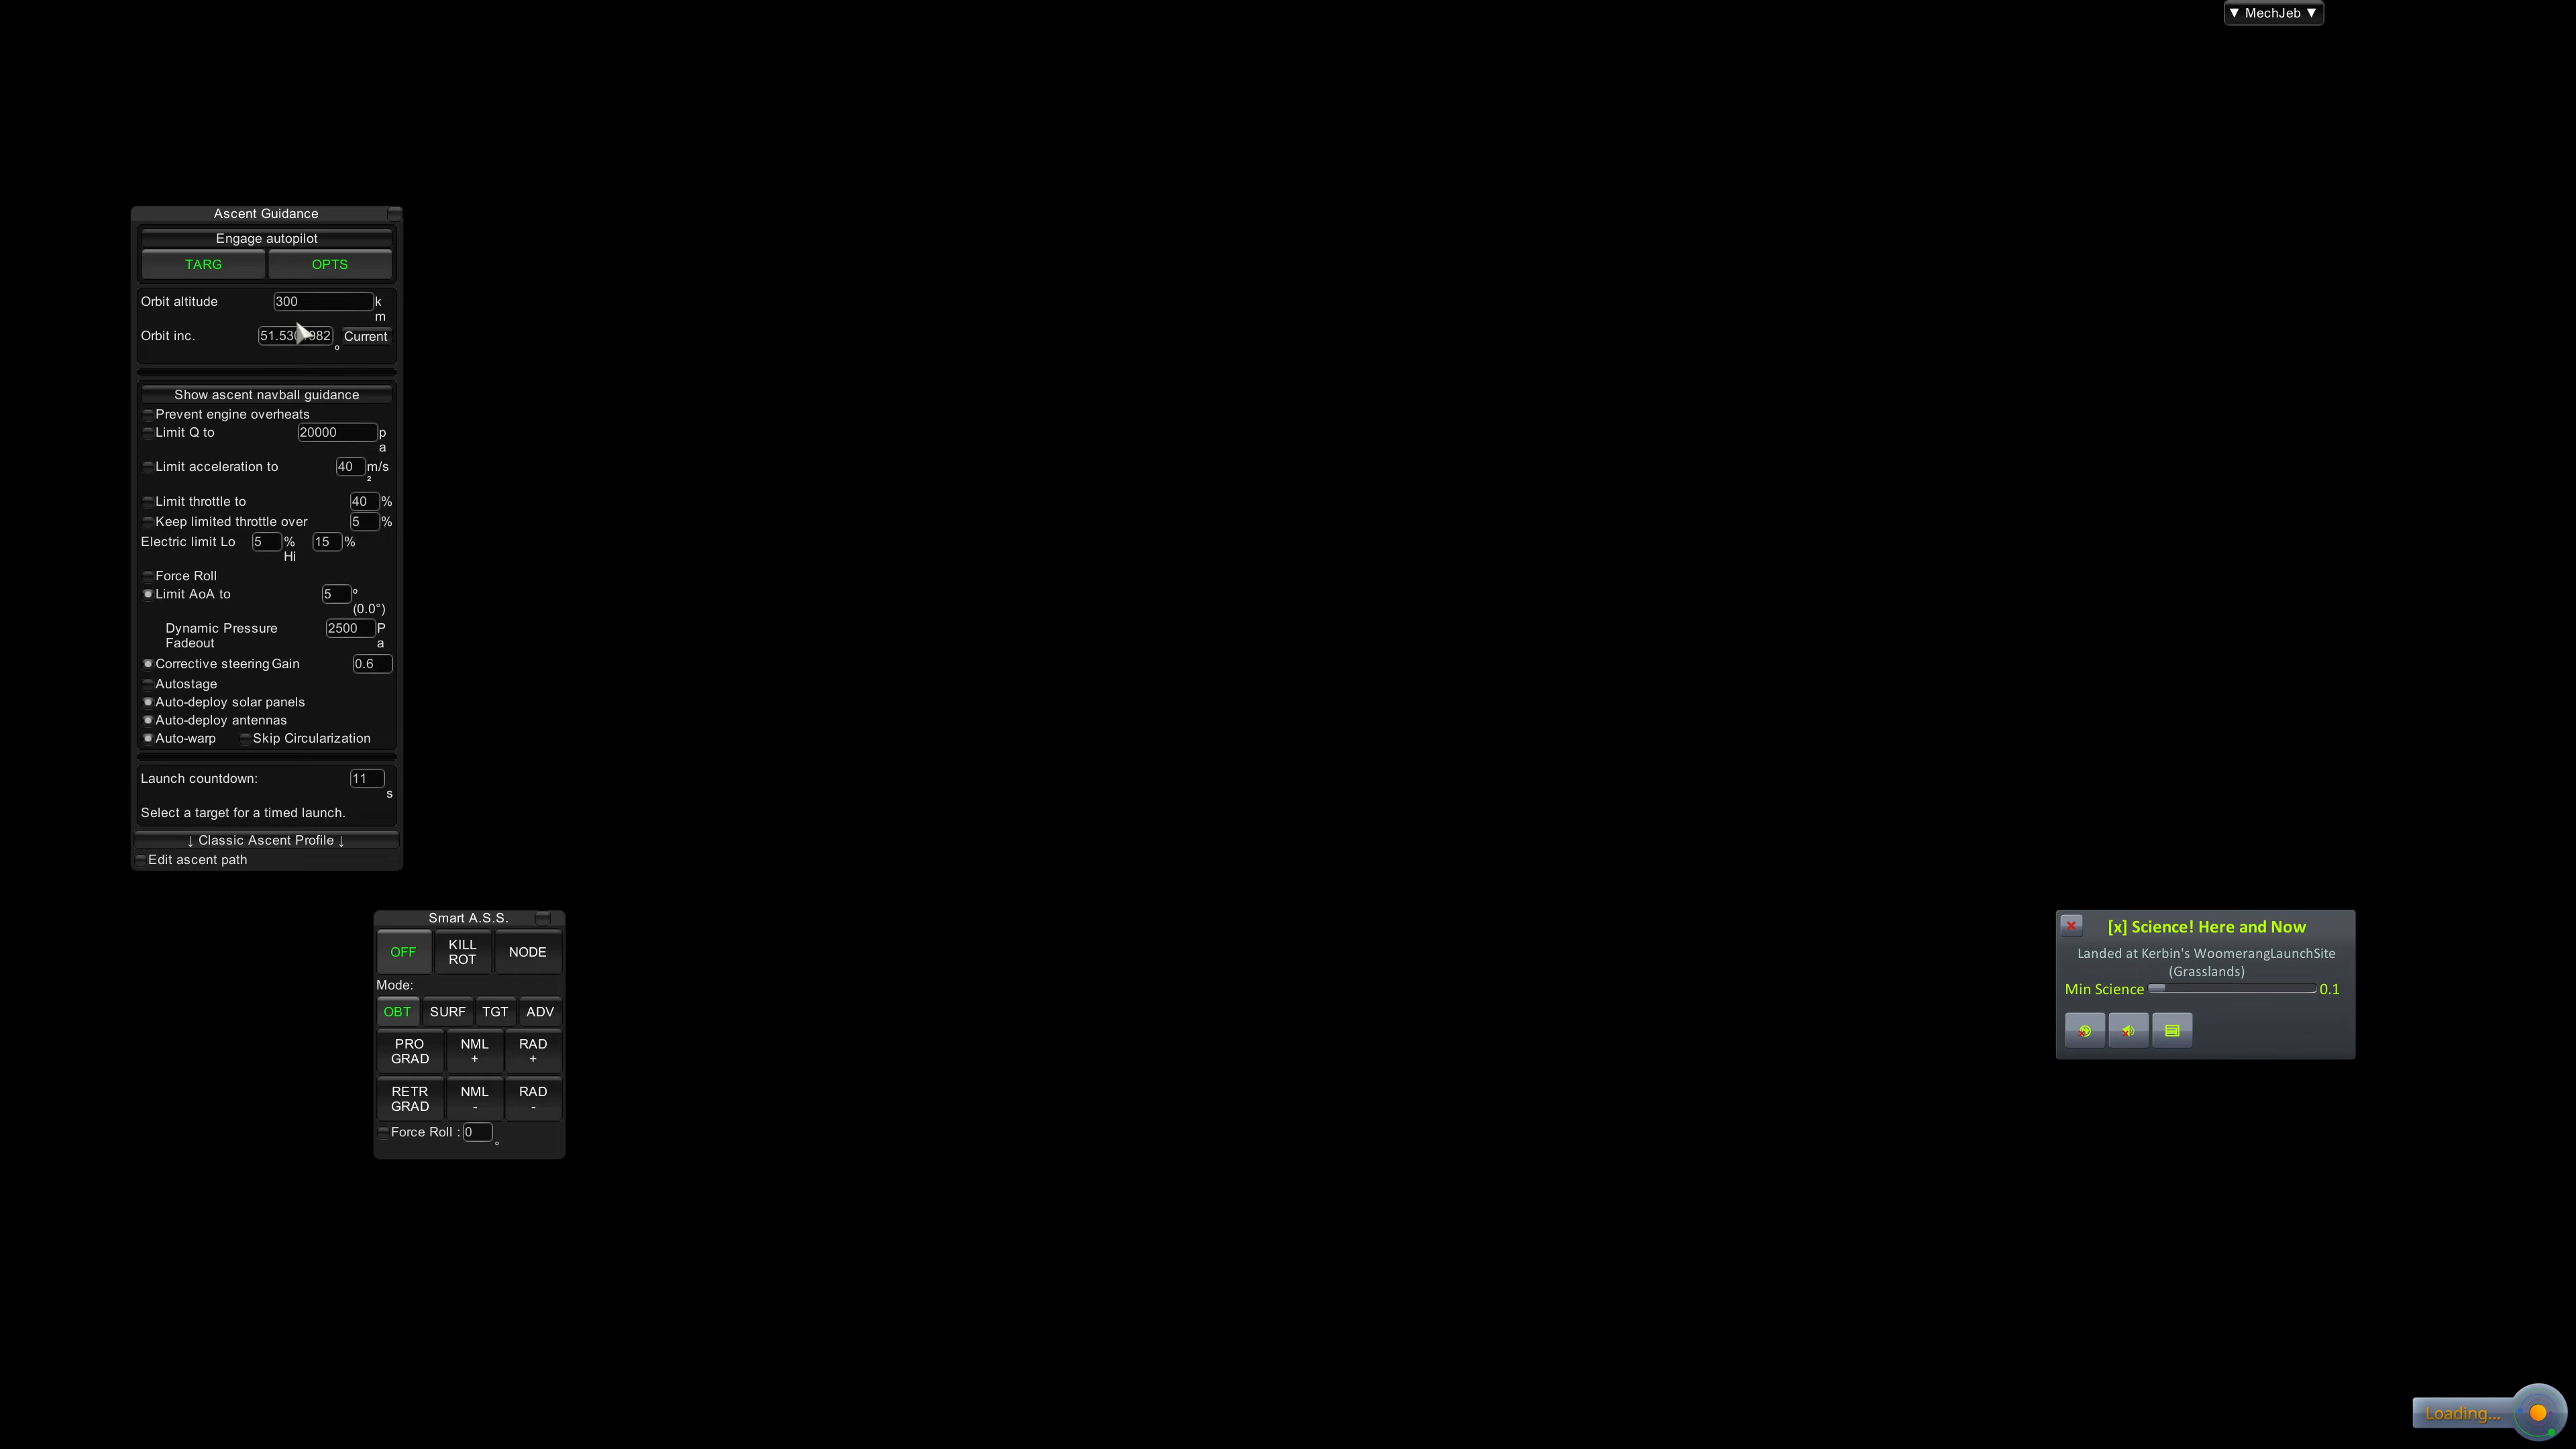 ▼ MechJeb ▼
Ascent Guidance
Engage autopilot
TARG OPTS
Orbit altitude 300 k
m
Orbit inc. Current
°
Show ascent navball guidance
Prevent engine overheats
Limit Q to 20000 p
a
Limit acceleration to 40 m/s
²
Limit throttle to 40 %
Keep limited throttle over 5 %
Electric limit Lo 5 % 15 %
Hi
Force Roll
Limit AoA to 5 º
(0.0°)
Dynamic Pressure 2500 P
Fadeout a
Corrective steering Gain 0.6
Autostage
Auto-deploy solar panels
Auto-deploy antennas
Auto-warp Skip Circularization
Launch countdown: 11
s
Select a target for a timed launch.
↓ Classic Ascent Profile ↓
Edit ascent path
Smart A.S.S.
OFF KILL NODE
ROT
Mode:
OBT SURF TGT ADV
PRO NML RAD
GRAD + +
RETR NML RAD
GRAD - -
Force Roll : 0
°
[x] Science! Here and Now
Landed at Kerbin's WoomerangLaunchSite
(Grasslands)
Min Science 0.1
Loading...